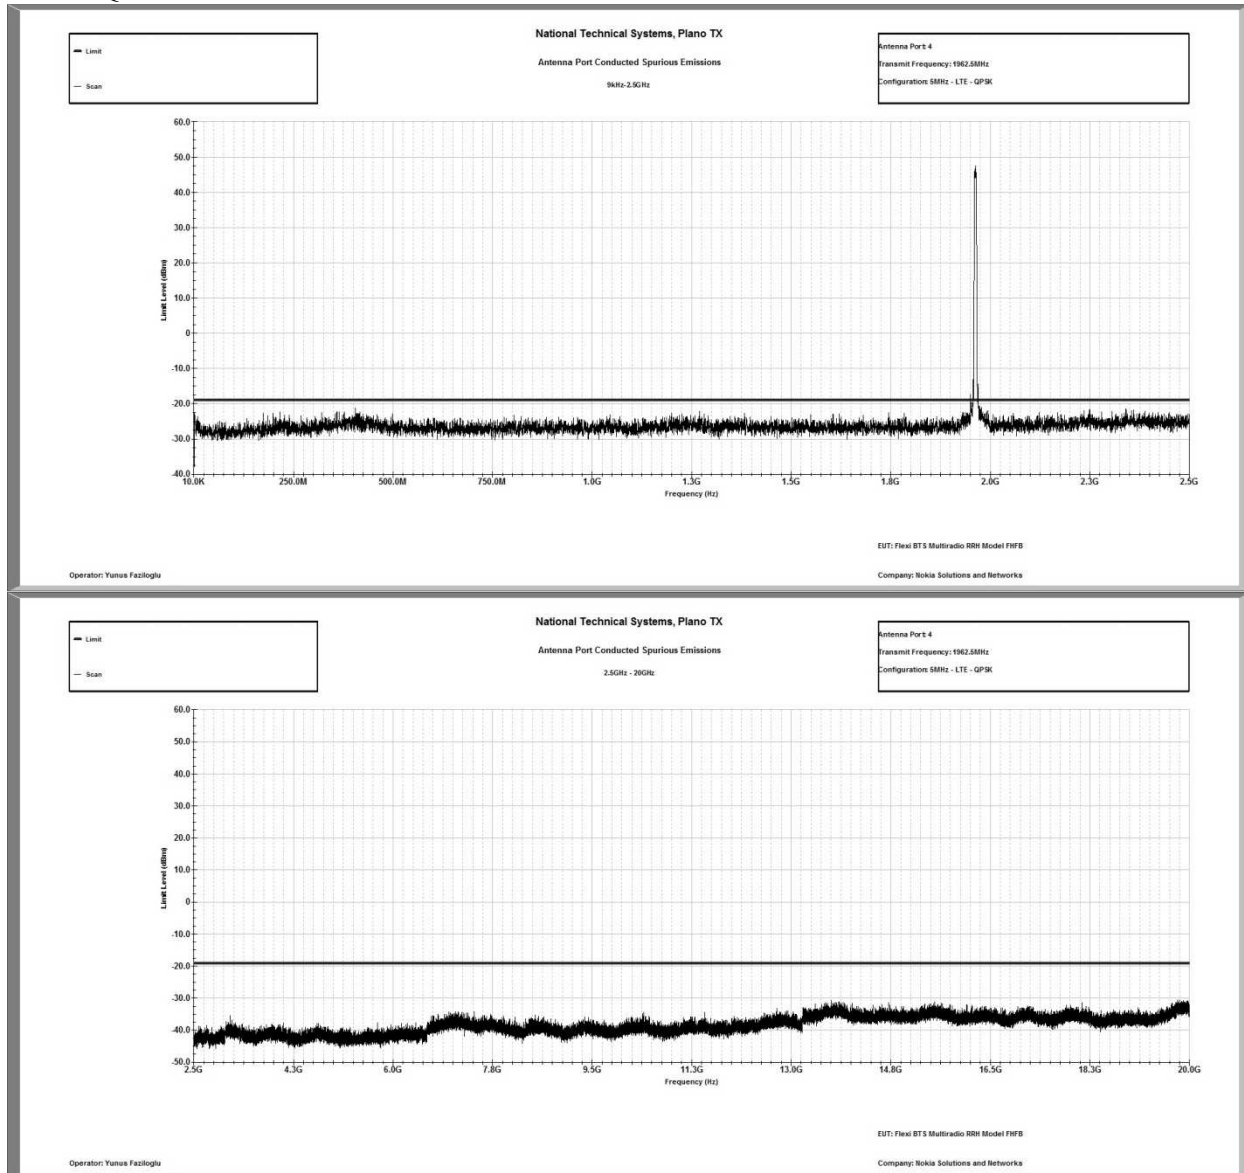 National Technical Systems, Plano TX
Limit
Scan
Antenna Port Conducted Spurious Emissions
9kHz-2.5GHz
Antenna Port 4
Transmit Frequency: 1962.5MHz
Configuration: 5MHz - LTE - QPSK
60.0
50.0
40.0
30.0
20.0
10.0
0
-10.0
-20.0
-30.0
-40.0
Limit Level (dBm)
10.0K 250.0M 500.0M 750.0M 1.0G 1.3G 1.5G 1.8G 2.0G 2.3G 2.5G
Frequency (Hz)
EUT: Flexi BTS Multiradio RRH Model FHFB
Operator: Yunus Faziloglu
Company: Nokia Solutions and Networks
National Technical Systems, Plano TX
Limit
Scan
Antenna Port Conducted Spurious Emissions
2.5GHz - 20GHz
Antenna Port 4
Transmit Frequency: 1962.5MHz
Configuration: 5MHz - LTE - QPSK
60.0
50.0
40.0
30.0
20.0
10.0
0
-10.0
-20.0
-30.0
-40.0
-50.0
Limit Level (dBm)
2.5G 4.3G 6.0G 7.8G 9.5G 11.3G 13.0G 14.8G 16.5G 18.3G 20.0G
Frequency (Hz)
EUT: Flexi BTS Multiradio RRH Model FHFB
Operator: Yunus Faziloglu
Company: Nokia Solutions and Networks